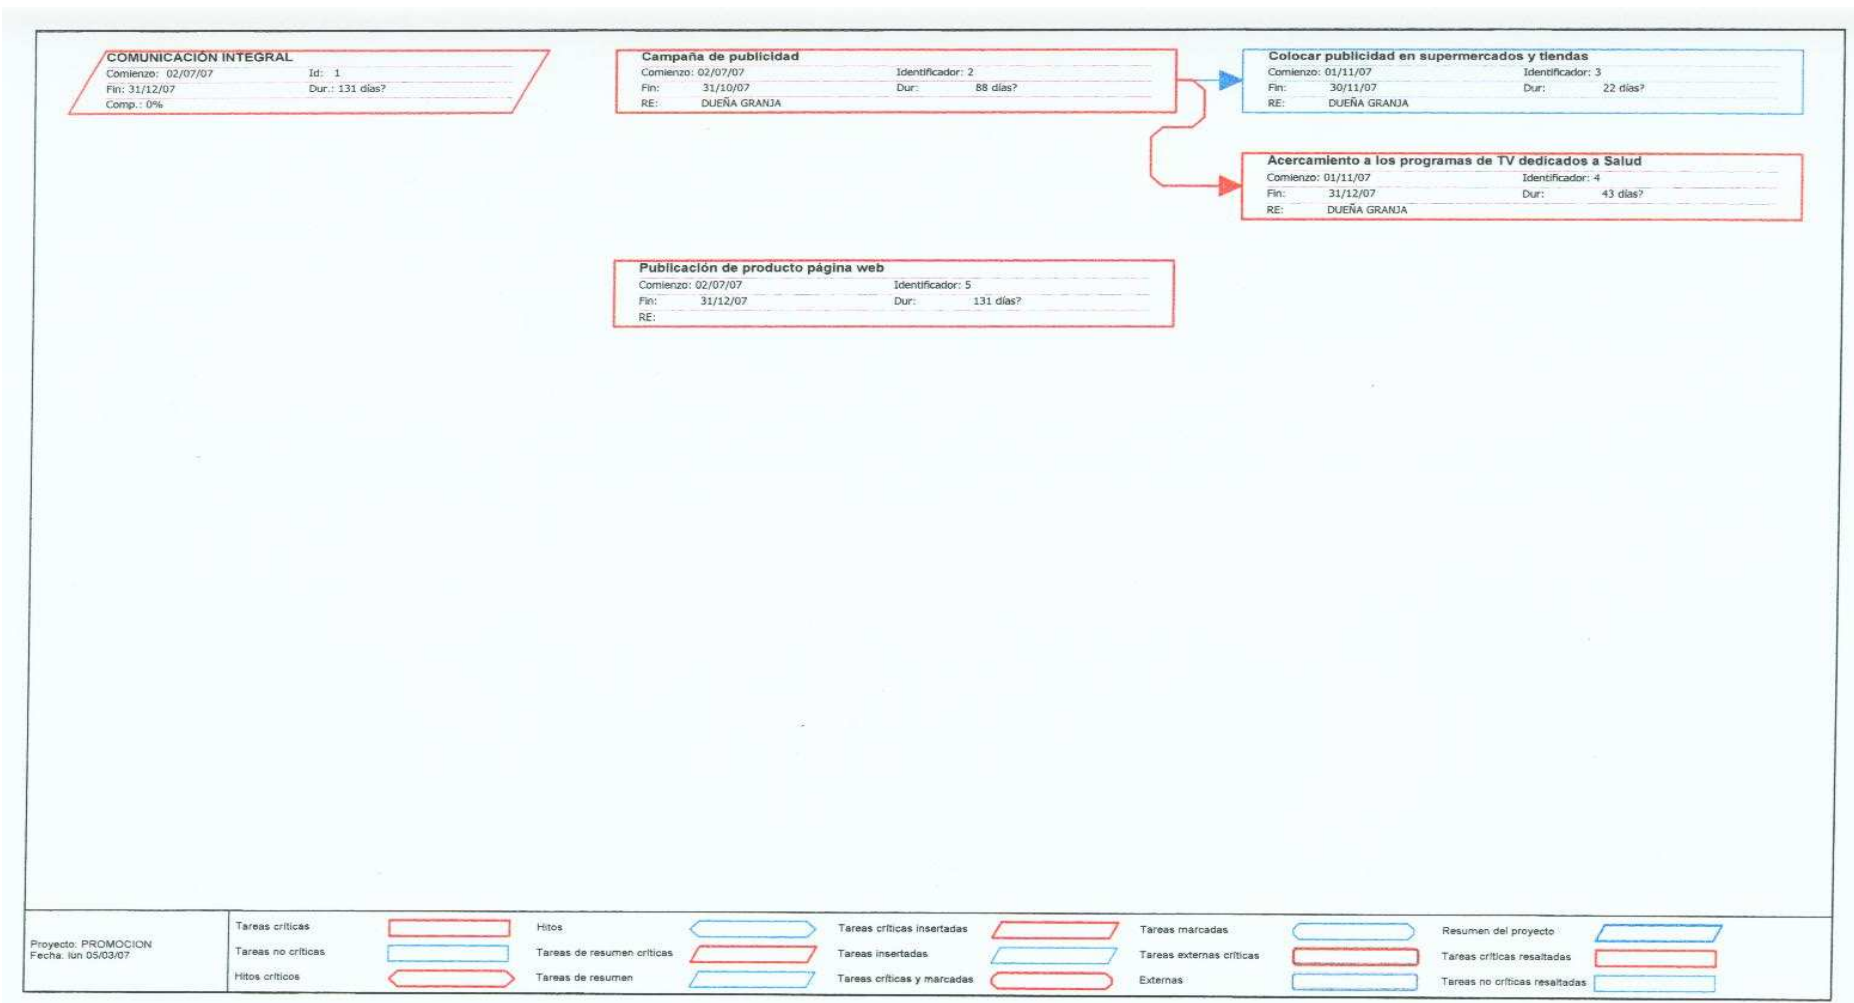 COMUNICACIÓN INTEGRAL
Comienzo: 02/07/07 Id: 1
Fin: 31/12/07 Dur.: 131 días?
Comp.: 0%
Campaña de publicidad
Comienzo: 02/07/07 Identificador: 2
Fin: 31/10/07 Dur: 88 días?
RE: DUEÑA GRANJA
Colocar publicidad en supermercados y tiendas
Comienzo: 01/11/07 Identificador: 3
Fin: 30/11/07 Dur: 22 días?
RE: DUEÑA GRANJA
Acercamiento a los programas de TV dedicados a Salud
Comienzo: 01/11/07 Identificador: 4
Fin: 31/12/07 Dur: 43 días?
RE: DUEÑA GRANJA
Publicación de producto página web
Comienzo: 02/07/07 Identificador: 5
Fin: 31/12/07 Dur: 131 días?
RE:
Proyecto: PROMOCION
Fecha: lun 05/03/07
Tareas críticas
Tareas no críticas
Hitos críticos
Hitos
Tareas de resumen críticas
Tareas de resumen
Tareas críticas insertadas
Tareas insertadas
Tareas críticas y marcadas
Tareas marcadas
Tareas externas críticas
Externas
Resumen del proyecto
Tareas críticas resaltadas
Tareas no críticas resaltadas